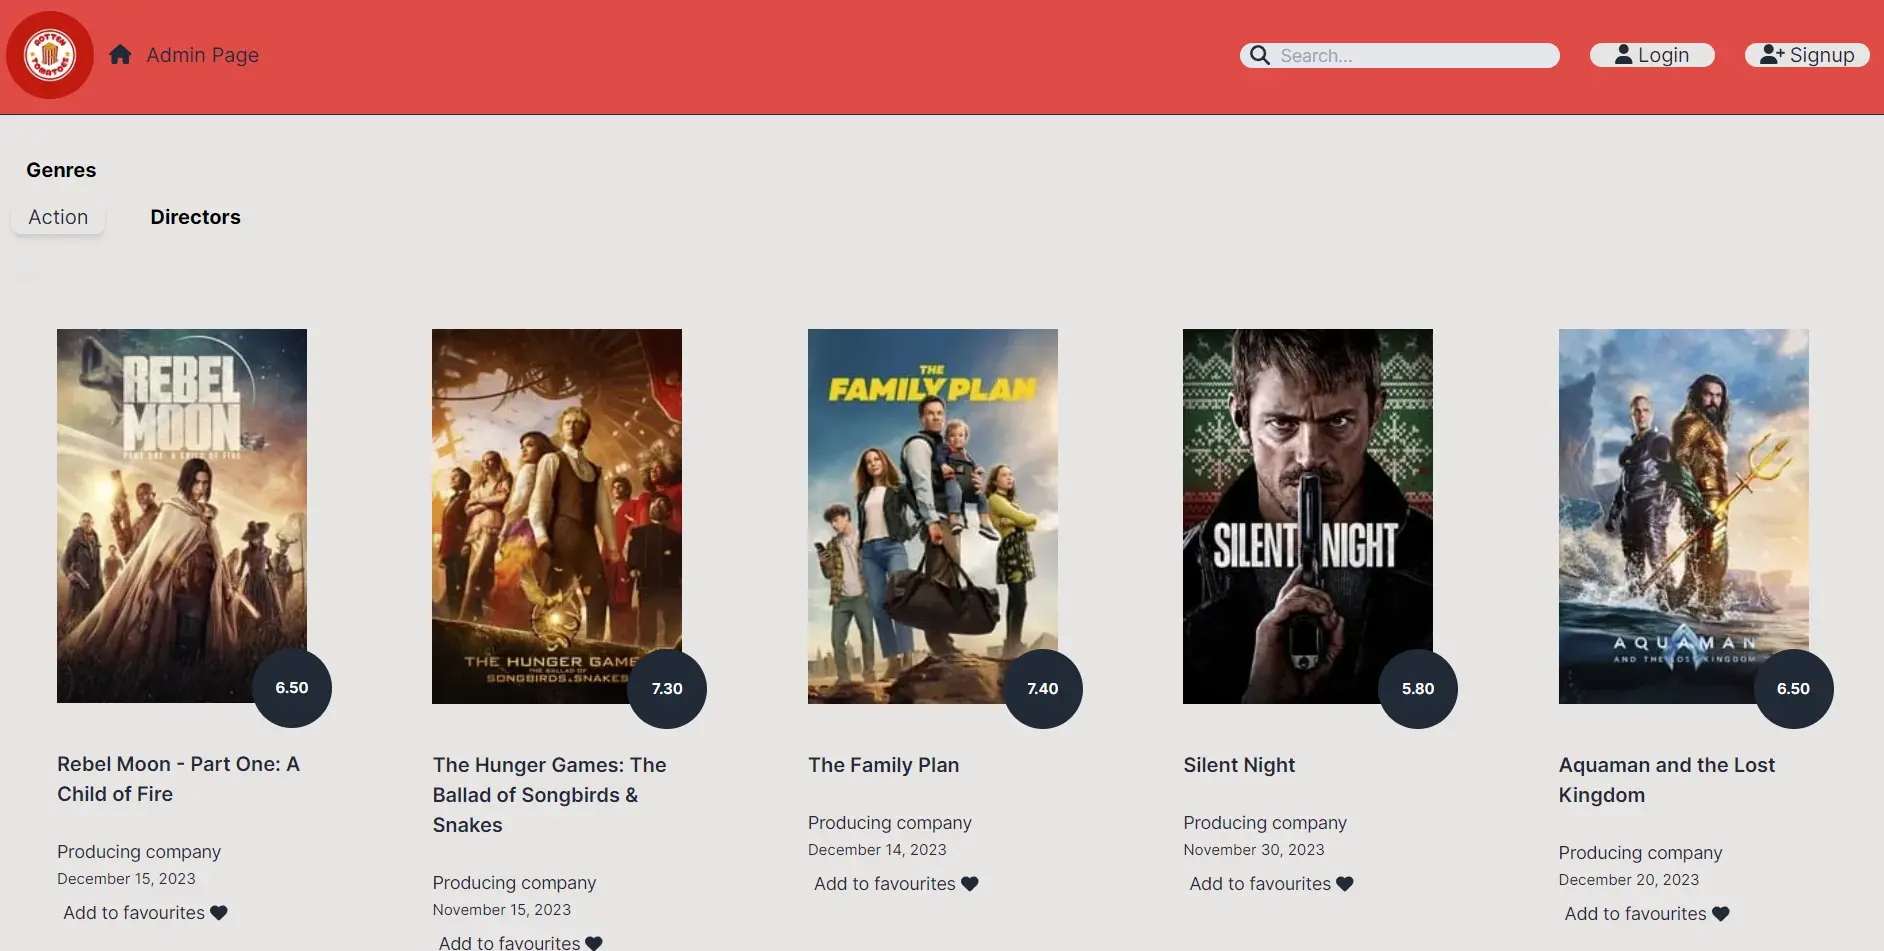 ROTTEN
TOMATOES
Admin Page
Search...
Login
Signup
Genres
Action
Directors
REBEL
MOON
PART ONE: A CHILD OF FIRE
6.50
Rebel Moon - Part One: A
Child of Fire
Producing company
December 15, 2023
Add to favourites
THE HUNGER GAME
THE BALLAD OF
SONGBIRDS & SNAKES
7.30
The Hunger Games: The
Ballad of Songbirds &
Snakes
Producing company
November 15, 2023
Add to favourites
THE
FAMILY PLAN
7.40
The Family Plan
Producing company
December 14, 2023
Add to favourites
SILENT NIGHT
5.80
Silent Night
Producing company
November 30, 2023
Add to favourites
AQUAMAN
AND THE LOST KINGDOM
6.50
Aquaman and the Lost
Kingdom
Producing company
December 20, 2023
Add to favourites